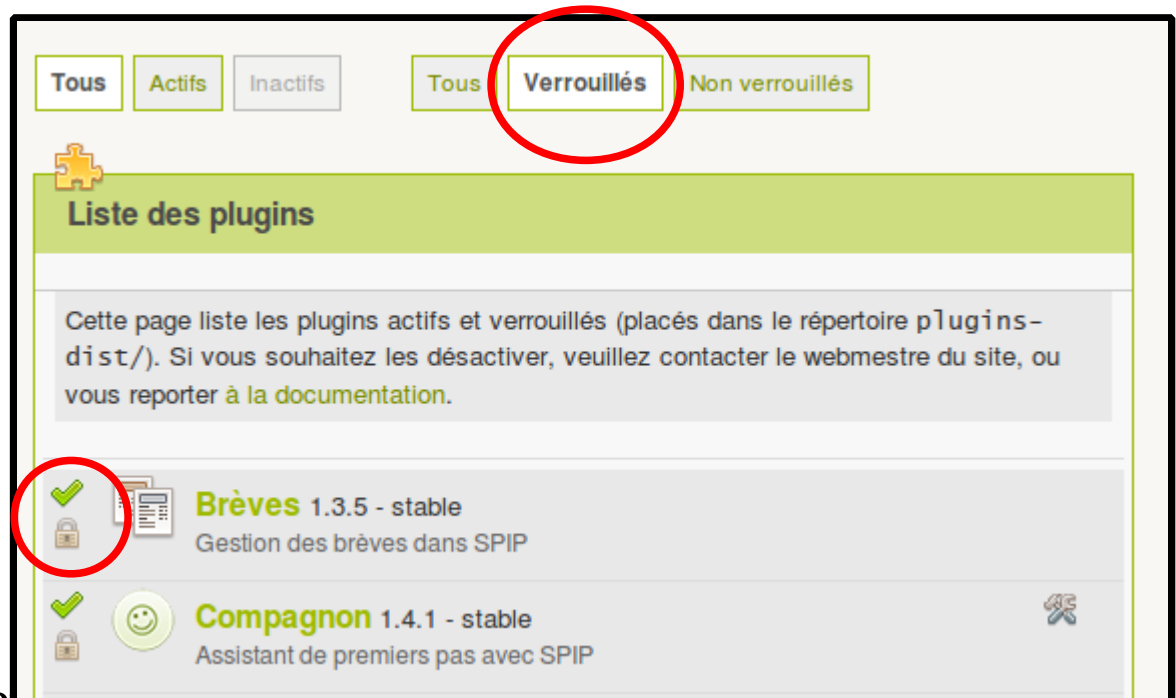 Tous Actifs Inactifs Tous Verrouillés Non verrouillés
Liste des plugins
Cette page liste les plugins actifs et verrouillés (placés dans le répertoire plugins-
dist/). Si vous souhaitez les désactiver, veuillez contacter le webmestre du site, ou
vous reporter à la documentation.
Brèves 1.3.5 - stable
Gestion des brèves dans SPIP
Compagnon 1.4.1 - stable
Assistant de premiers pas avec SPIP